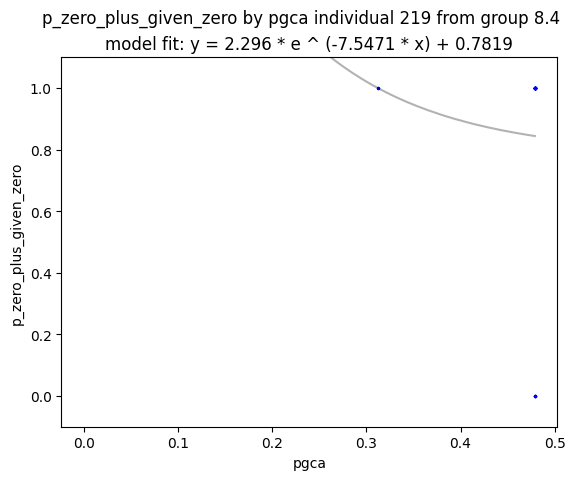 p_zero_plus_given_zero by pgca individual 219 from group 8.4
model fit: y = 2.296 * e ^ (-7.5471 * x) + 0.7819
1.0
0.8
0.6
0.4
0.2
0.0
p_zero_plus_given_zero
0.0 0.1 0.2 0.3 0.4 0.5
pgca